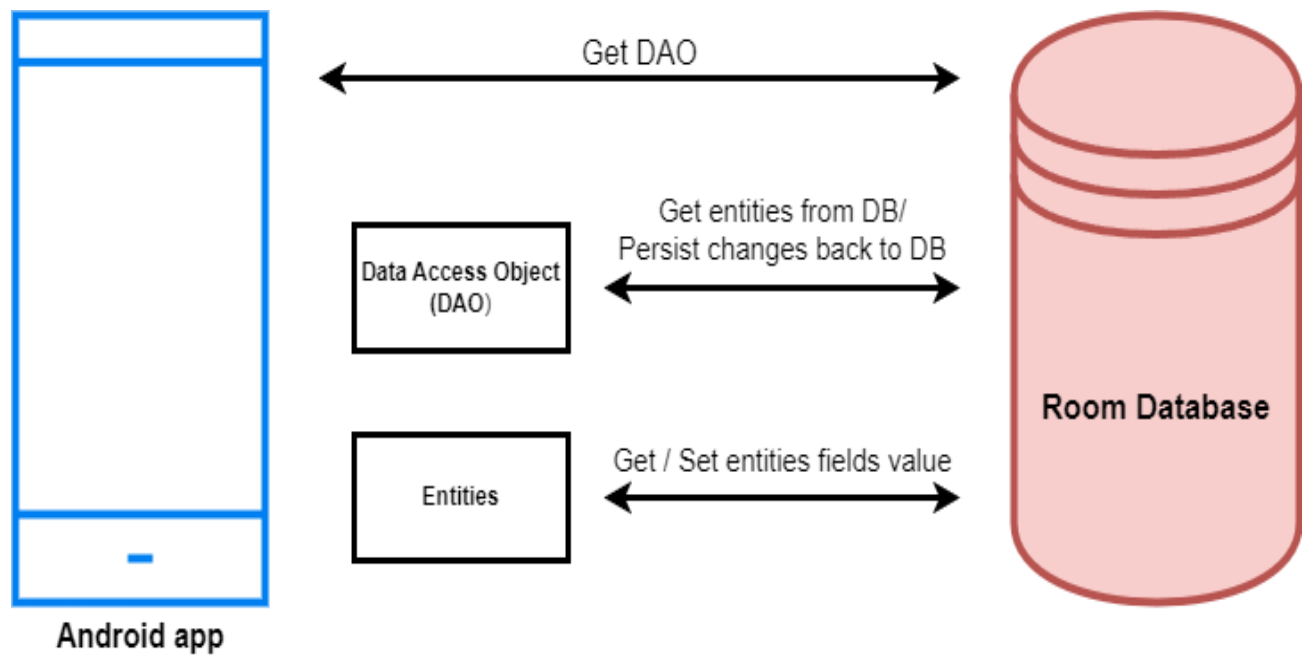 Get DAO
Get entities from DB/
Persist changes back to DB
Data Access Object
(DAO)
Room Database
Get / Set entities fields value
Entities
Android app